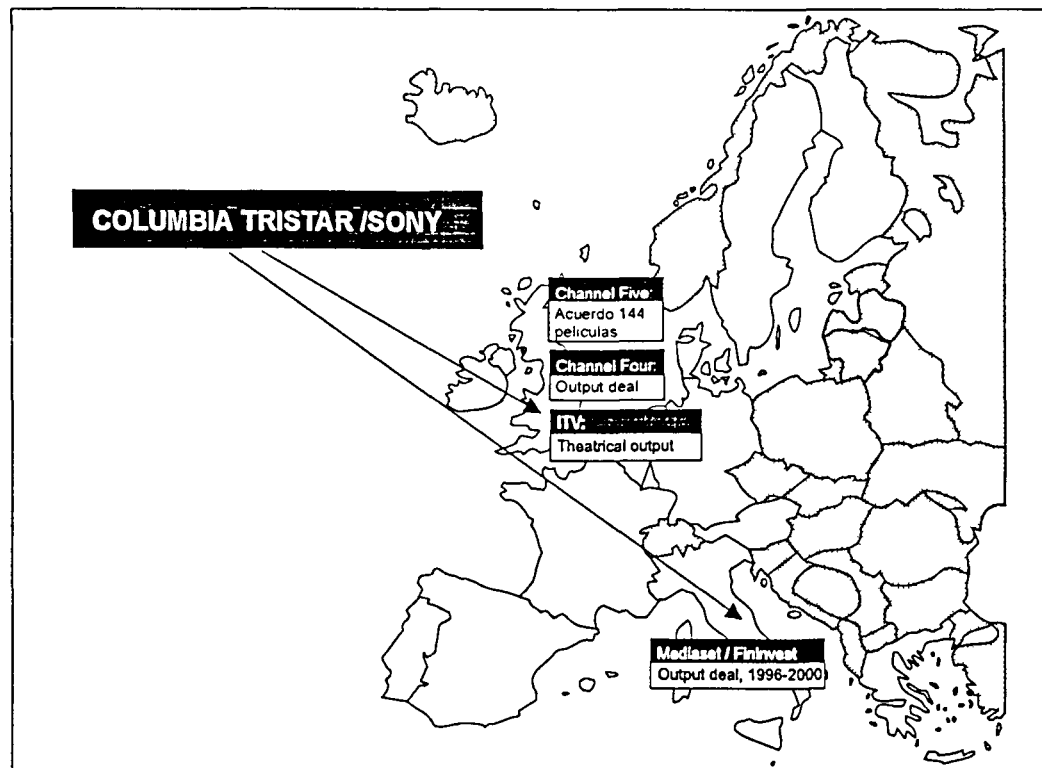 COLUMBIA TRISTAR /SONY
Channel Five:
Acuerdo 144
peliculas
Channel Four:
Output deal
ITV:
Theatrical output
Mediaset / Fininvest
Output deal, 1996-2000